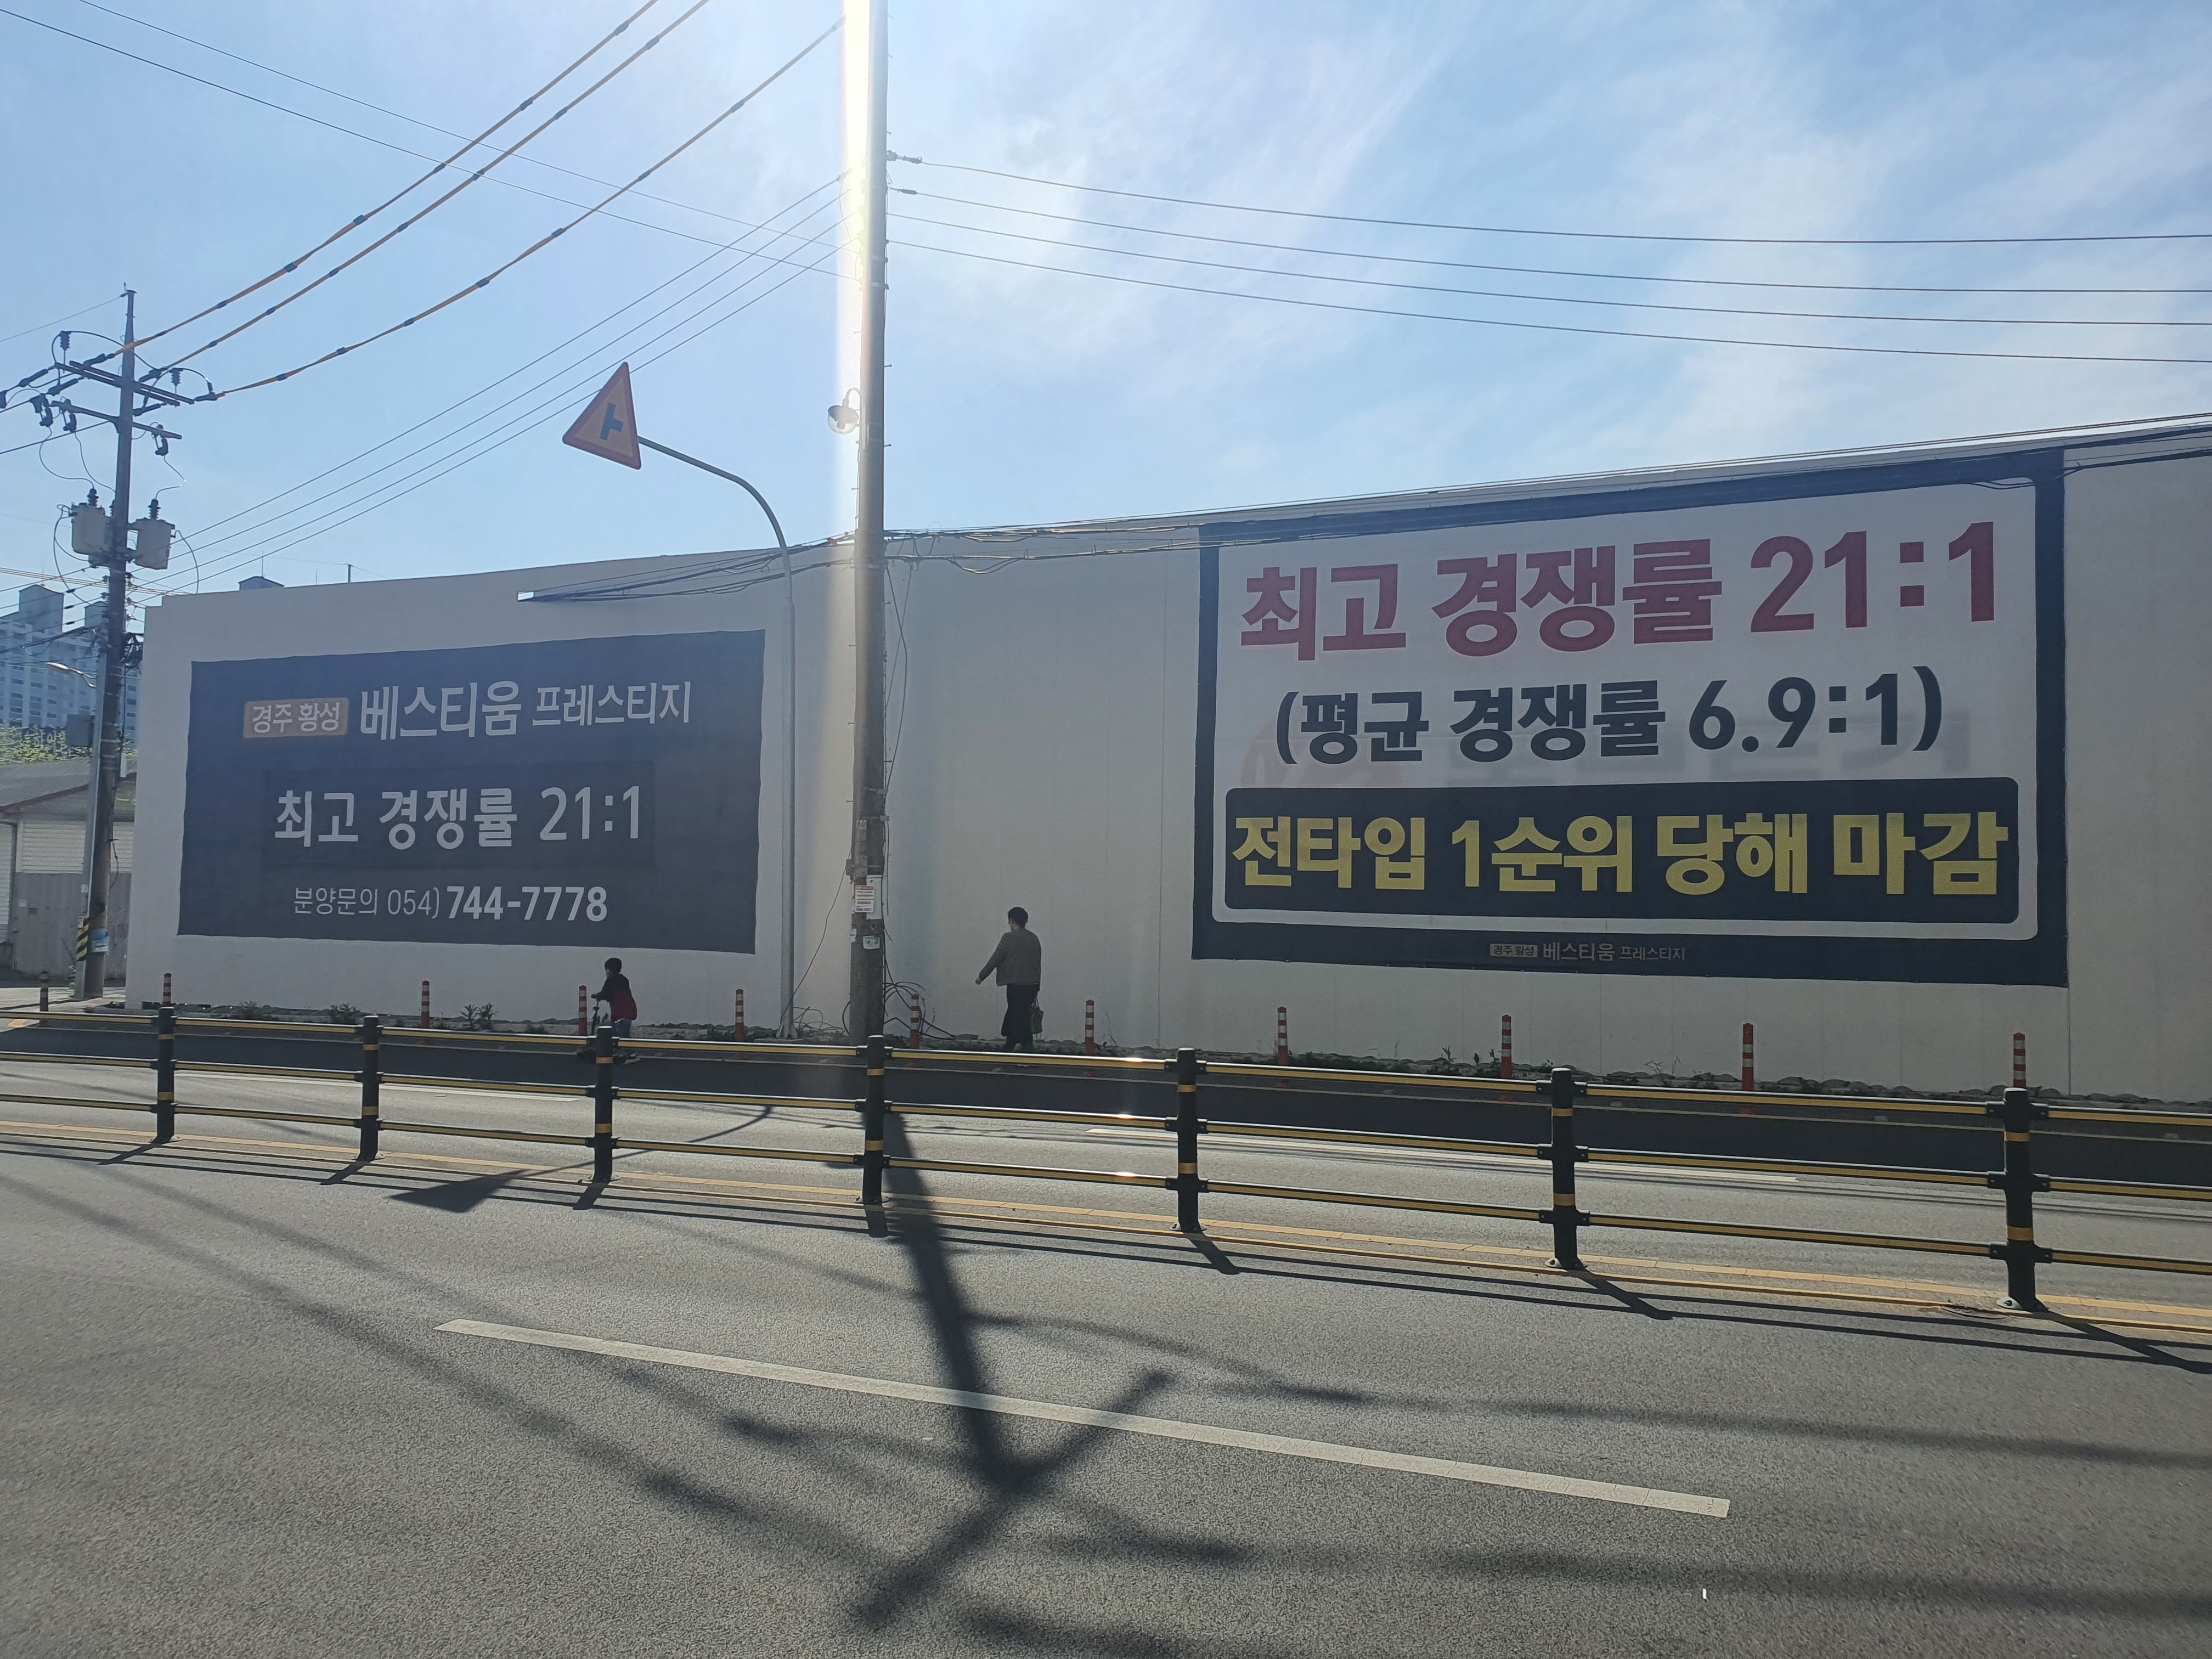 경주 황성 베스티움 프레스티지
최고 경쟁률 21:1
분양문의 054) 744-7778
최고 경쟁률 21:1
(평균 경쟁률 6.9:1)
전타입 1순위 당해 마감
경주 황성 베스티움 프레스티지